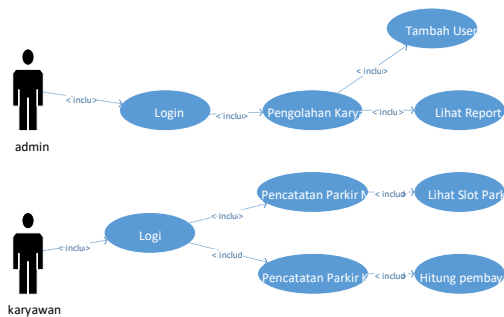 Tambah User
< inclu>
< inclu>
Login
< inclu>
Pengolahan Kary
< inclu>
Lihat Report
admin
Pencatatan Parkir M
< includ
Lihat Slot Park
< inclu>
Logi
< inclu>
< includ
Pencatatan Parkir K
< includ
Hitung pembay
karyawan